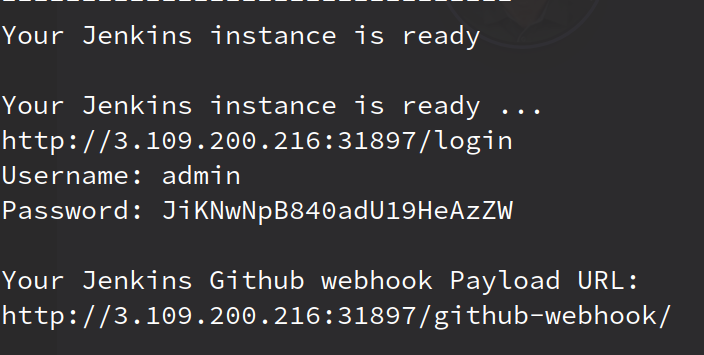 Your Jenkins instance is ready
Your Jenkins instance is ready ...
http://3.109.200.216:31897/login
Username: admin
Password: JiKNwNpB840adU19HeAzZW
Your Jenkins Github webhook Payload URL:
http://3.109.200.216:31897/github-webhook/